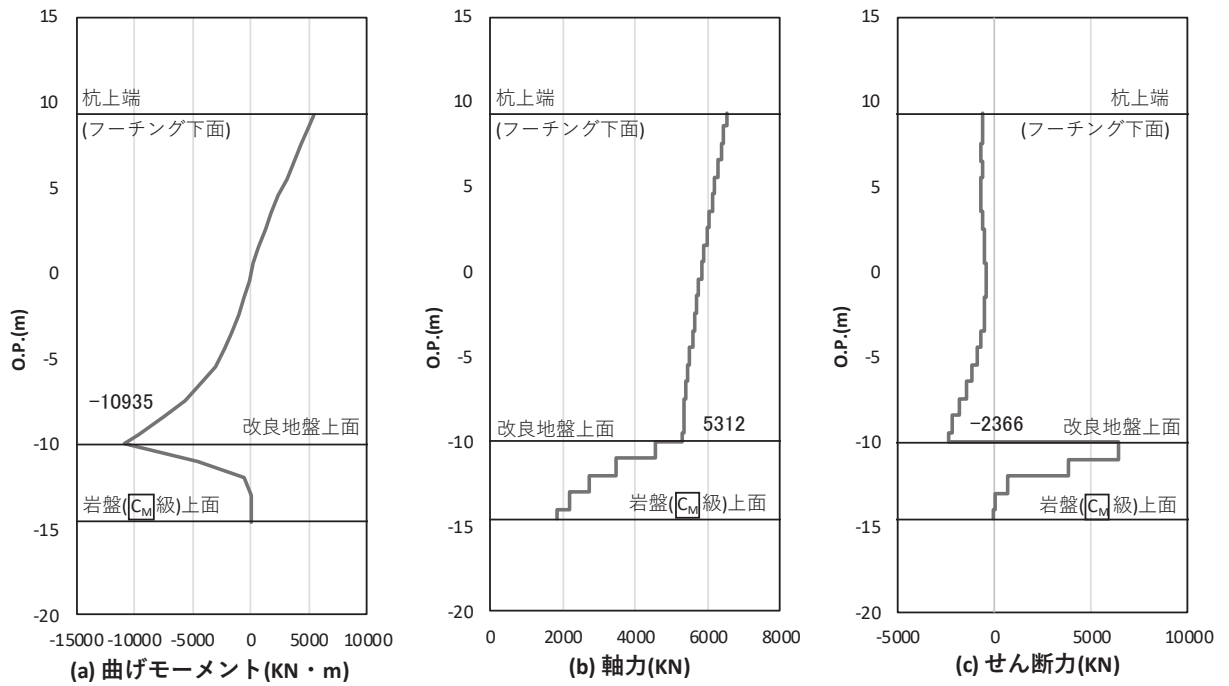 15
10
5
0
-5
-10
-15
-20
O.P.(m)
杭上端
(フーチング下面)
−10935
改良地盤上面
岩盤(CM級)上面
-15000 -10000 -5000 0 5000 10000
(a) 曲げモーメント(KN・m)
15
10
5
0
-5
-10
-15
-20
O.P.(m)
杭上端
(フーチング下面)
5312
改良地盤上面
岩盤(CM級)上面
0 2000 4000 6000 8000
(b) 軸力(KN)
15
10
5
0
-5
-10
-15
-20
O.P.(m)
杭上端
(フーチング下面)
−2366
改良地盤上面
岩盤(CM級)上面
-5000 0 5000 10000
(c) せん断力(KN)